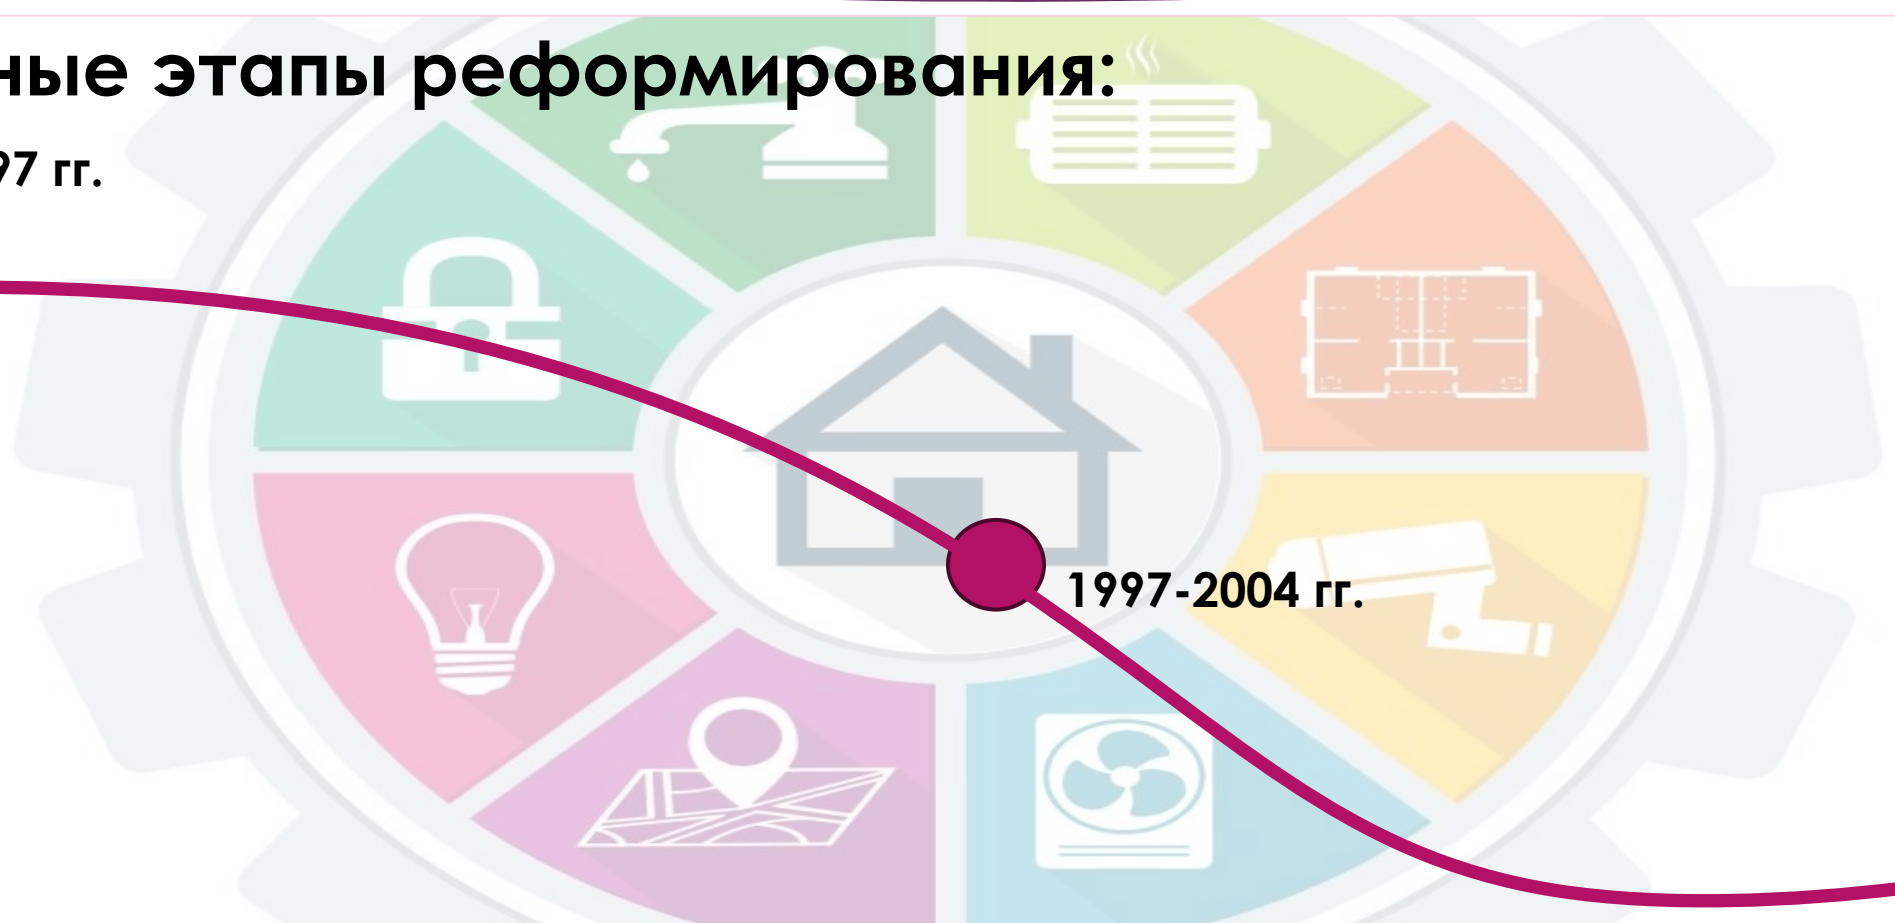 ные этапы реформирования:
97 гг.
1997-2004 гг.